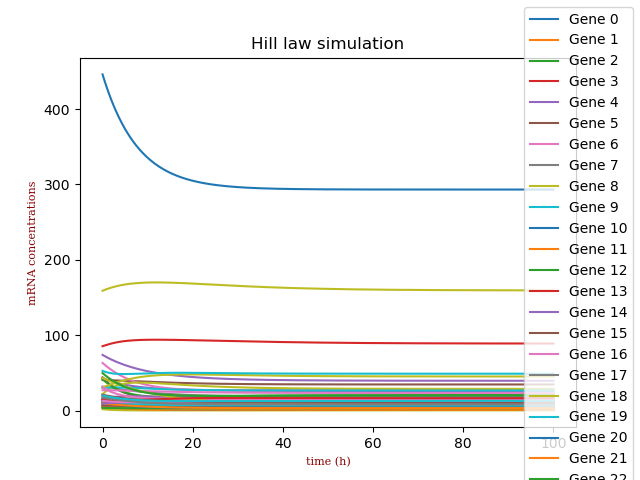 Hill law simulation
mRNA concentrations
400
300
200
100
0
0
20
40
60
80
100
time (h)
Gene 0
Gene 1
Gene 2
Gene 3
Gene 4
Gene 5
Gene 6
Gene 7
Gene 8
Gene 9
Gene 10
Gene 11
Gene 12
Gene 13
Gene 14
Gene 15
Gene 16
Gene 17
Gene 18
Gene 19
Gene 20
Gene 21
Gene 22